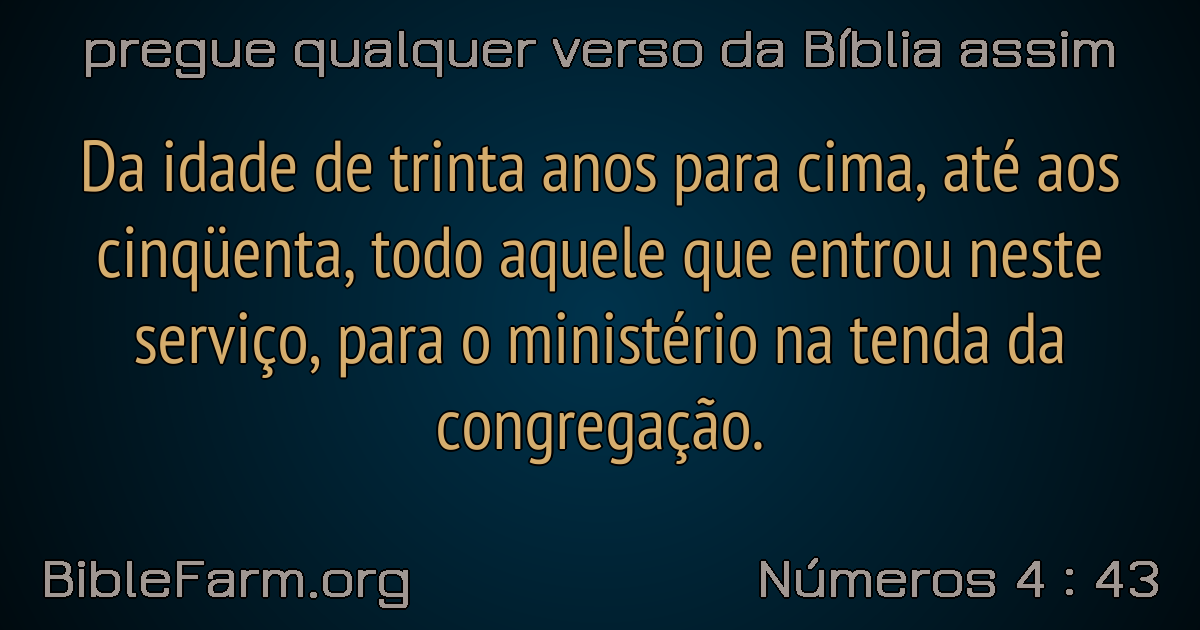 pregue qualquer verso da Bíblia assim
Da idade de trinta anos para cima, até aos
cinqüenta, todo aquele que entrou neste
serviço, para o ministério na tenda da
congregação.
BibleFarm.org
Números 4 : 43